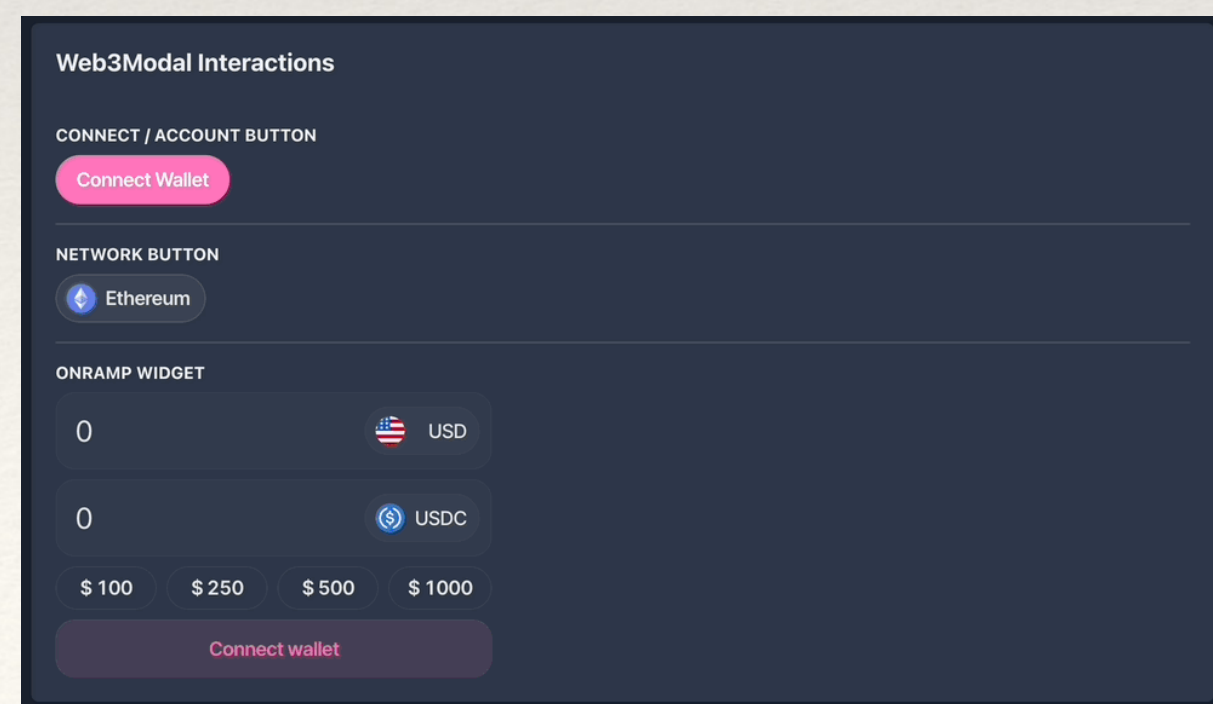 Web3Modal Interactions
CONNECT / ACCOUNT BUTTON
Connect Wallet
NETWORK BUTTON
Ethereum
ONRAMP WIDGET
0 USD
0 USDC
$ 100 $ 250 $ 500 $ 1000
Connect wallet